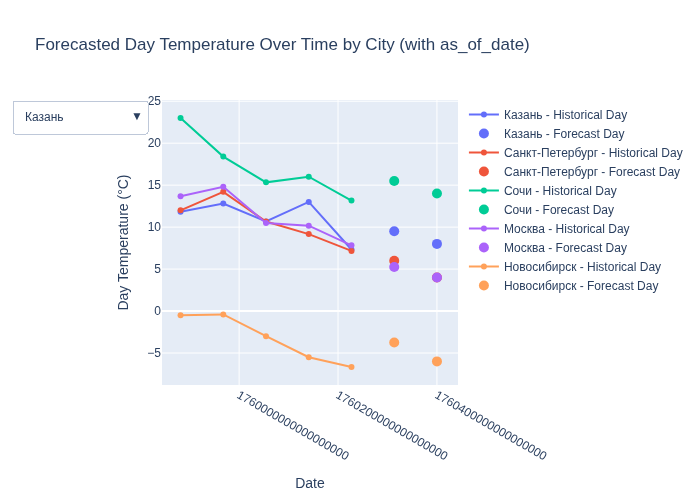 Forecasted Day Temperature Over Time by City (with as_of_date)
Казань
▼
25
20
15
10
5
0
−5
Day Temperature (°C)
1760000000000000000
1760200000000000000
1760400000000000000
Date
Казань - Historical Day
Казань - Forecast Day
Санкт-Петербург - Historical Day
Санкт-Петербург - Forecast Day
Сочи - Historical Day
Сочи - Forecast Day
Москва - Historical Day
Москва - Forecast Day
Новосибирск - Historical Day
Новосибирск - Forecast Day